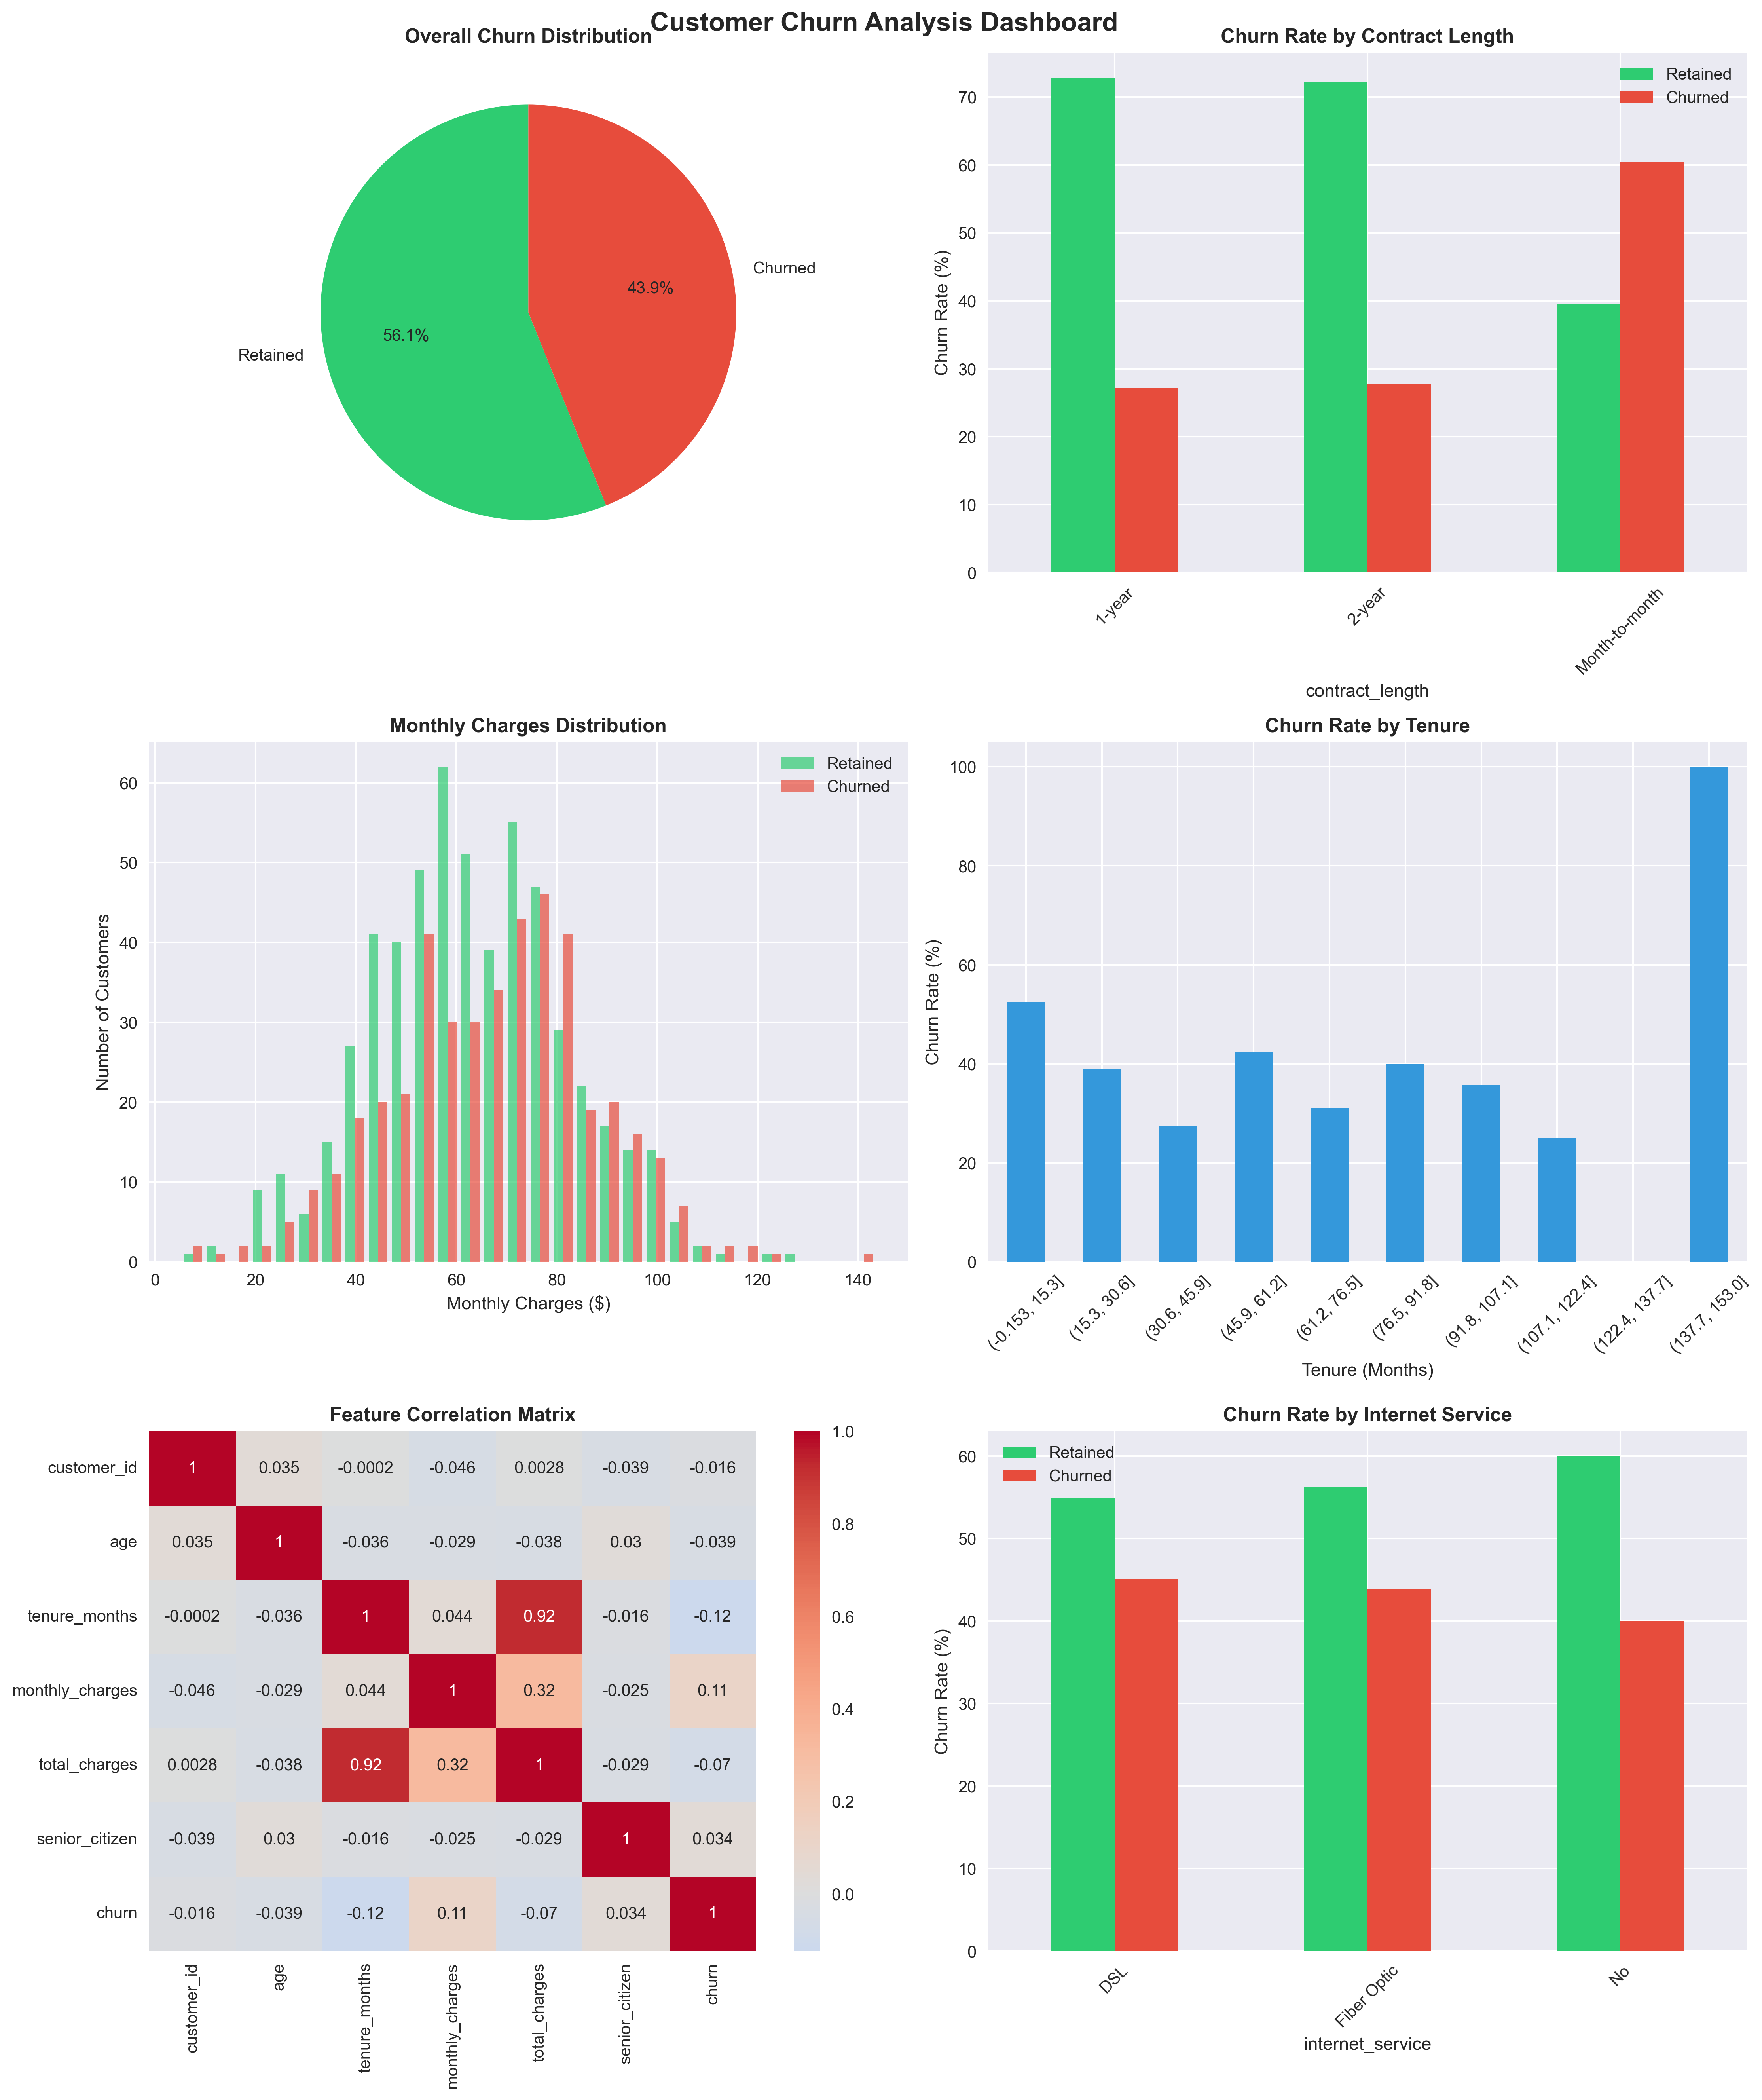 Customer Churn Analysis Dashboard
Overall Churn Distribution
Retained
56.1%
43.9%
Churned
Churn Rate by Contract Length
Retained
Churned
Churn Rate (%)
70
60
50
40
30
20
10
0
1-year
2-year
Month-to-month
contract_length
Monthly Charges Distribution
Retained
Churned
Number of Customers
60
50
40
30
20
10
0
0 20 40 60 80 100 120 140
Monthly Charges ($)
Churn Rate by Tenure
Churn Rate (%)
100
80
60
40
20
0
(-0.153, 15.3]
(15.3, 30.6]
(30.6, 45.9]
(45.9, 61.2]
(61.2, 76.5]
(76.5, 91.8]
(91.8, 107.1]
(107.1, 122.4]
(122.4, 137.7]
(137.7, 153.0]
Tenure (Months)
Feature Correlation Matrix
customer_id 1 0.035 -0.0002 -0.046 0.0028 -0.039 -0.016
age 0.035 1 -0.036 -0.029 -0.038 0.03 -0.039
tenure_months -0.0002 -0.036 1 0.044 0.92 -0.016 -0.12
monthly_charges -0.046 -0.029 0.044 1 0.32 -0.025 0.11
total_charges 0.0028 -0.038 0.92 0.32 1 -0.029 -0.07
senior_citizen -0.039 0.03 -0.016 -0.025 -0.029 1 0.034
churn -0.016 -0.039 -0.12 0.11 -0.07 0.034 1
customer_id
age
tenure_months
monthly_charges
total_charges
senior_citizen
churn
1.0
0.8
0.6
0.4
0.2
0.0
Churn Rate by Internet Service
Retained
Churned
Churn Rate (%)
60
50
40
30
20
10
0
DSL
Fiber Optic
No
internet_service